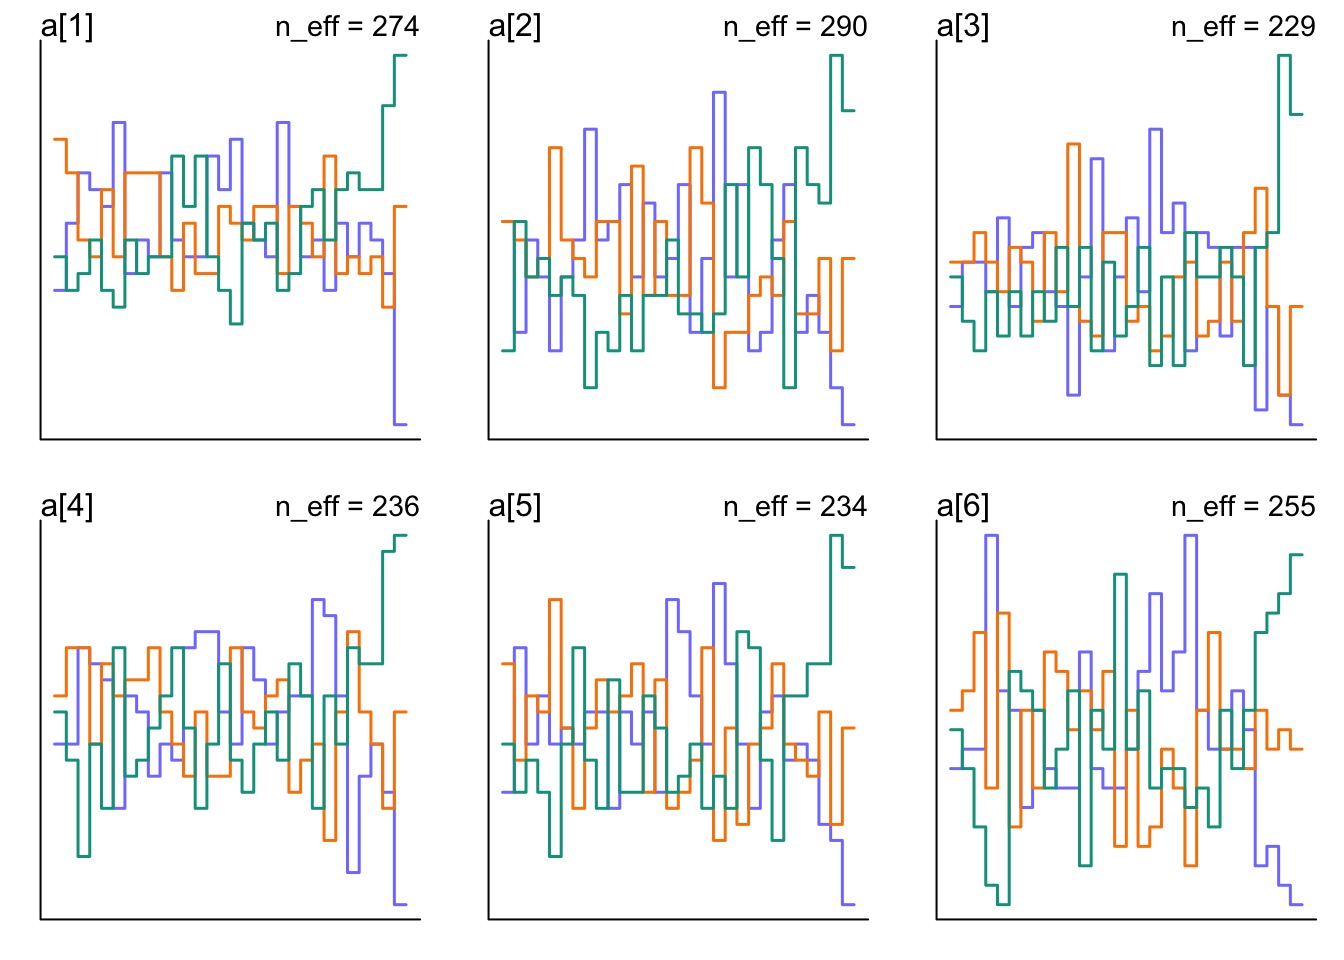 a[1] n_eff = 274
a[2] n_eff = 290
a[3] n_eff = 229
a[4] n_eff = 236
a[5] n_eff = 234
a[6] n_eff = 255